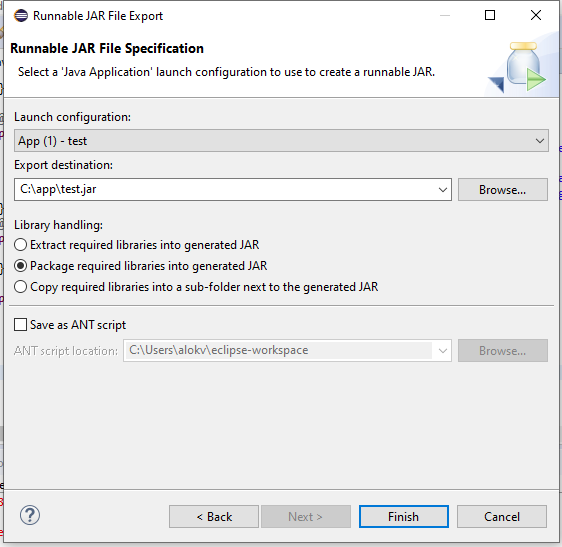 Runnable JAR File Export
Runnable JAR File Specification
Select a 'Java Application' launch configuration to use to create a runnable JAR.
Launch configuration:
App (1) - test
Export destination:
C:\app\test.jar
Browse...
Library handling:
Extract required libraries into generated JAR
Package required libraries into generated JAR
Copy required libraries into a sub-folder next to the generated JAR
Save as ANT script
ANT script location:
C:\Users\alokv\eclipse-workspace
Browse...
?
< Back
Next >
Finish
Cancel